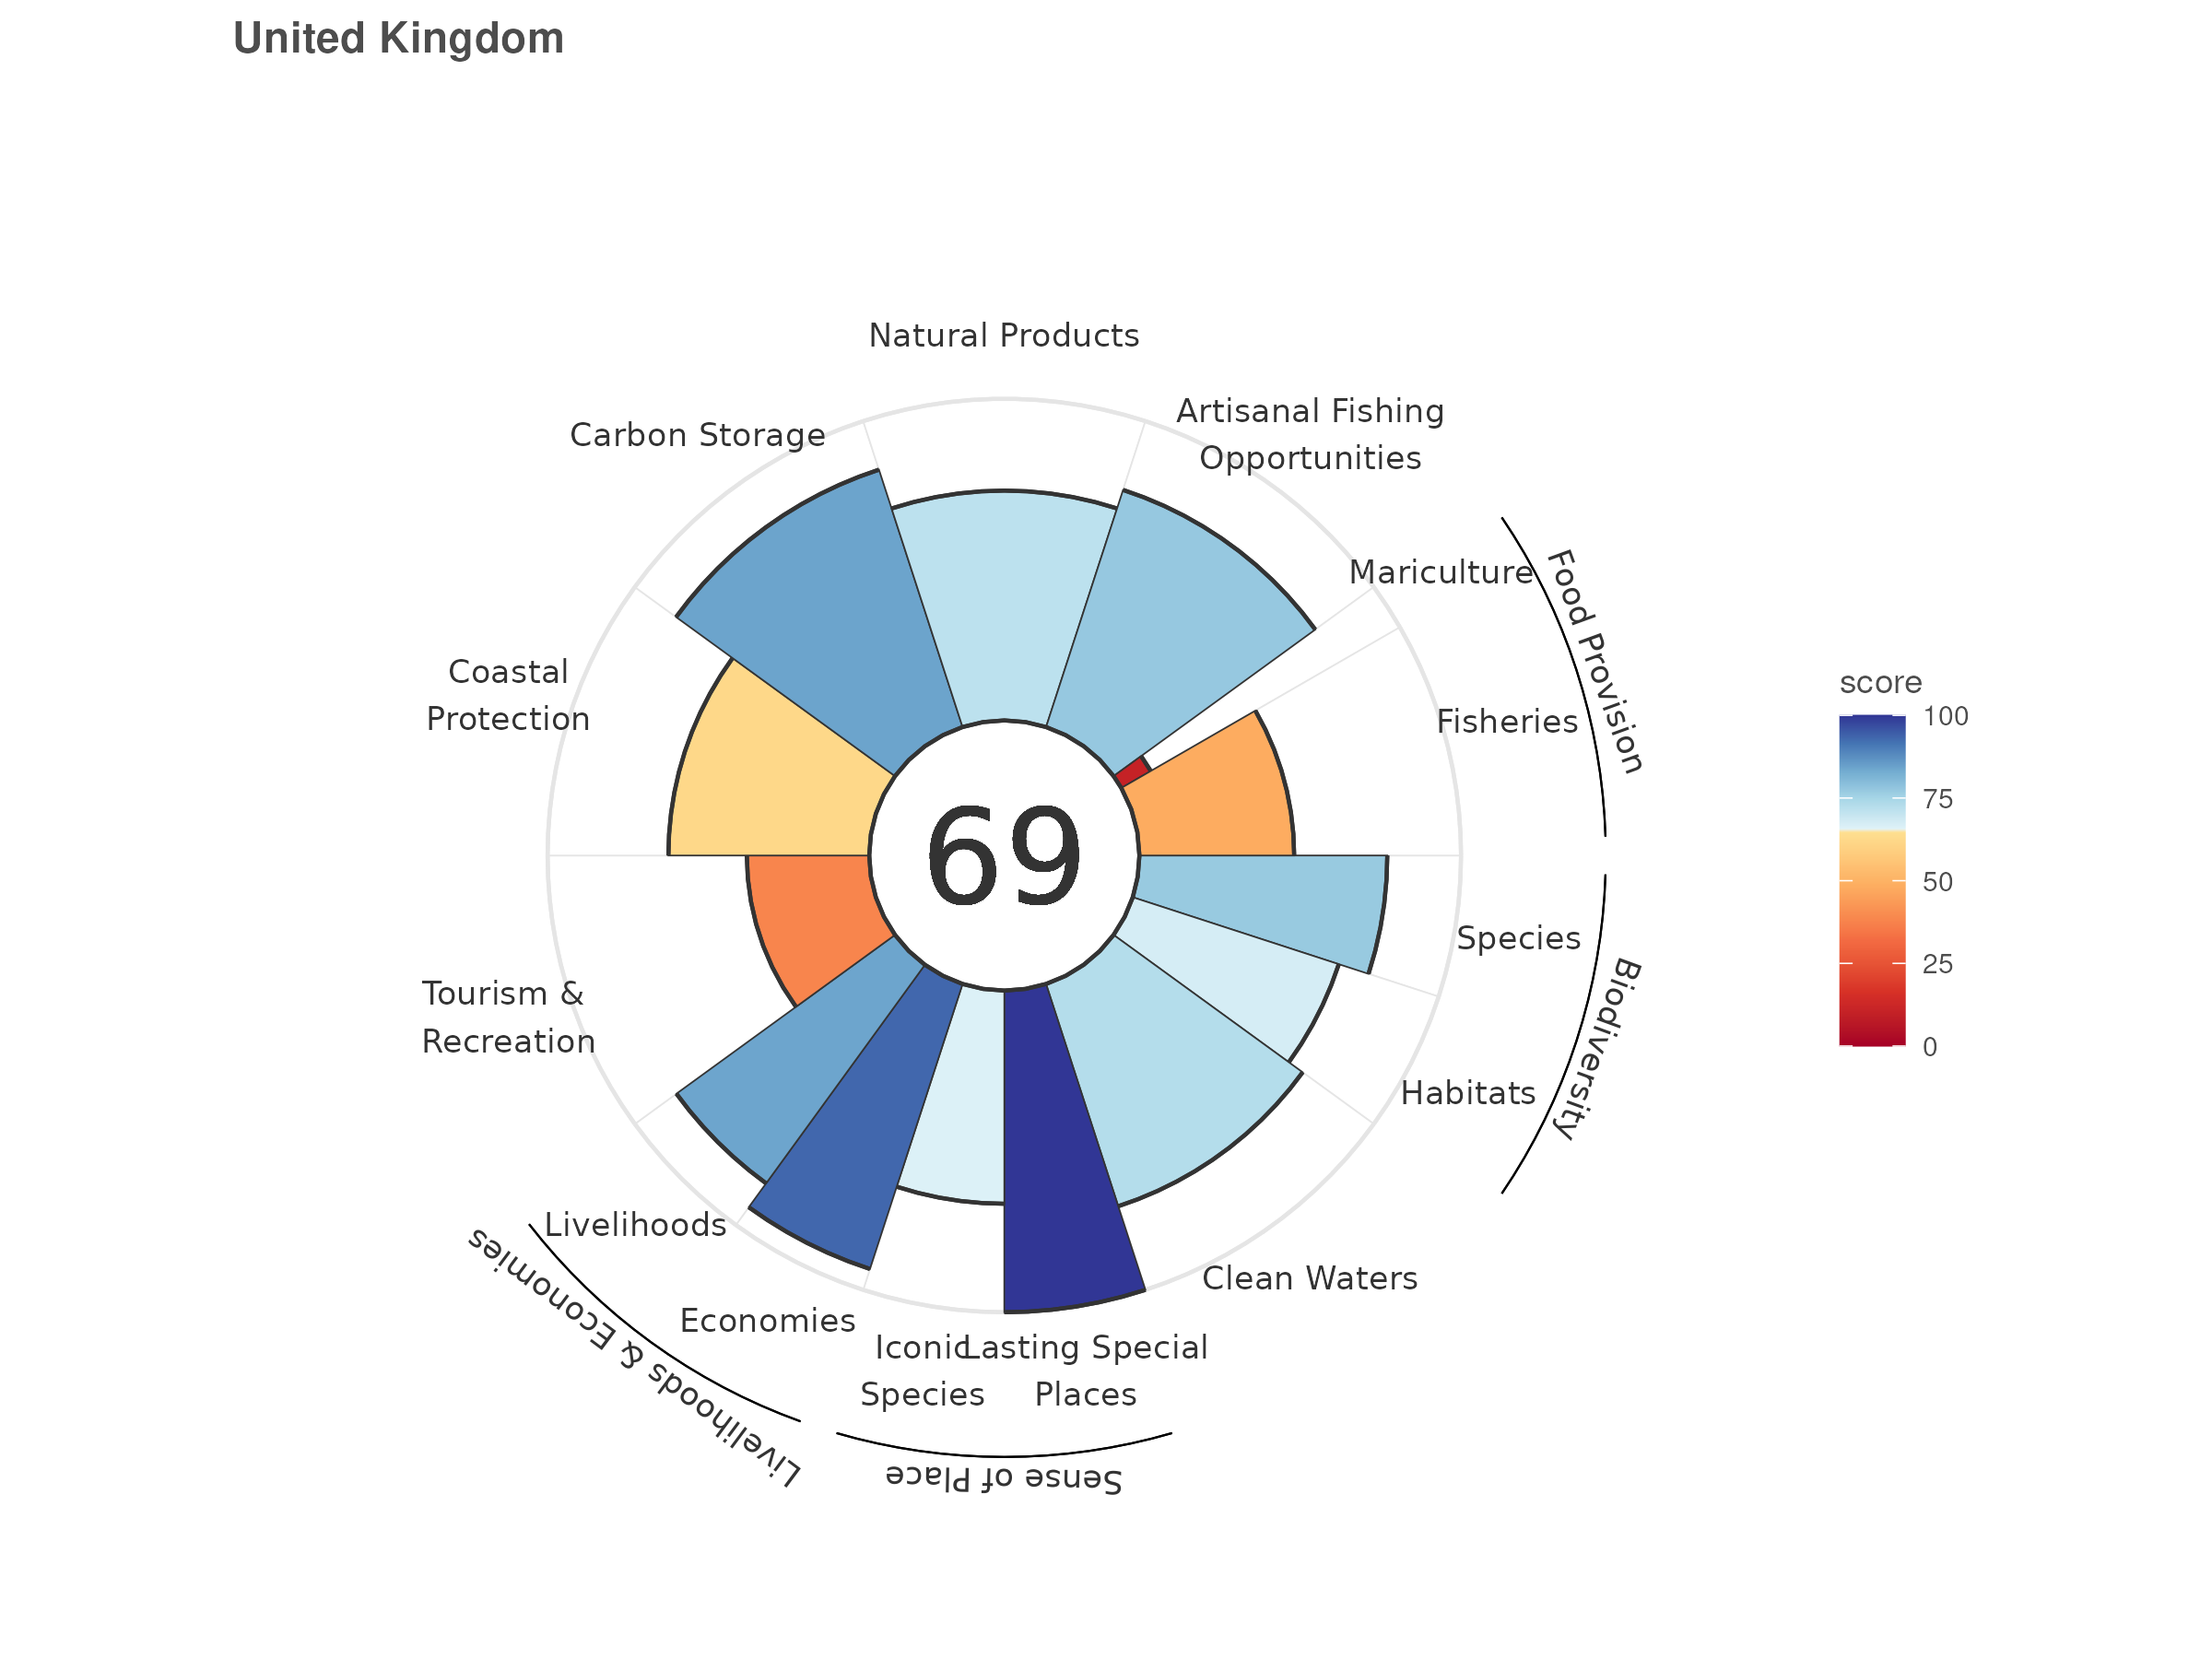 United Kingdom
Natural Products
Artisanal Fishing
Opportunities
Carbon Storage
Mariculture
Food Provision
Coastal
Protection
Fisheries
score
100
75
50
25
0
69
Species
Biodiversity
Tourism &
Recreation
Habitats
Livelihoods
Clean Waters
Economies
Livelihoods & Economies
Iconic
Species
Lasting Special
Places
Sense of Place